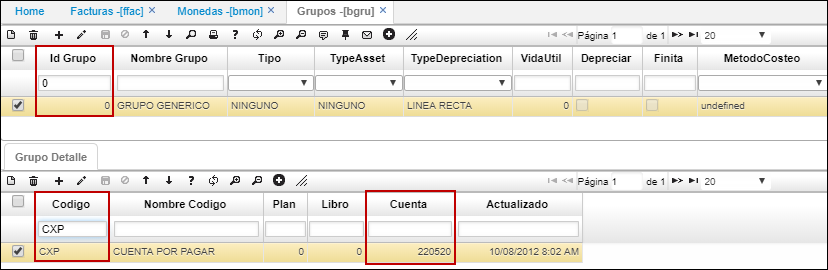 Home Facturas -[ffac] Monedas -[bmon] Grupos -[bgru]
Página 1 de 1 20
Id Grupo Nombre Grupo Tipo TypeAsset TypeDepreciation VidaUtil Depreciar Finita MetodoCosteo
0
0 GRUPO GENERICO NINGUNO NINGUNO LINEA RECTA 0 undefined
Grupo Detalle
Página 1 de 1 20
Codigo Nombre Codigo Plan Libro Cuenta Actualizado
CXP
CXP CUENTA POR PAGAR 0 0 220520 10/08/2012 8:02 AM